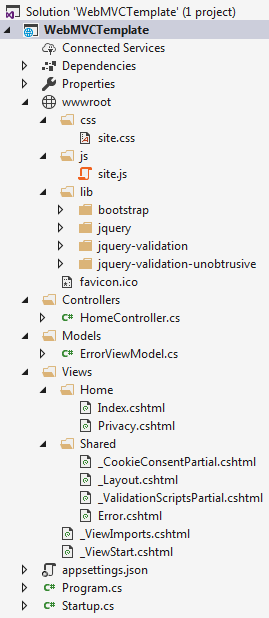 Solution 'WebMVCTemplate' (1 project)
WebMVCTemplate
Connected Services
Dependencies
Properties
wwwroot
css
site.css
js
site.js
lib
bootstrap
jquery
jquery-validation
jquery-validation-unobtrusive
favicon.ico
Controllers
C# HomeController.cs
Models
C# ErrorViewModel.cs
Views
Home
Index.cshtml
Privacy.cshtml
Shared
_CookieConsentPartial.cshtml
_Layout.cshtml
_ValidationScriptsPartial.cshtml
Error.cshtml
_ViewImports.cshtml
_ViewStart.cshtml
appsettings.json
C# Program.cs
C# Startup.cs